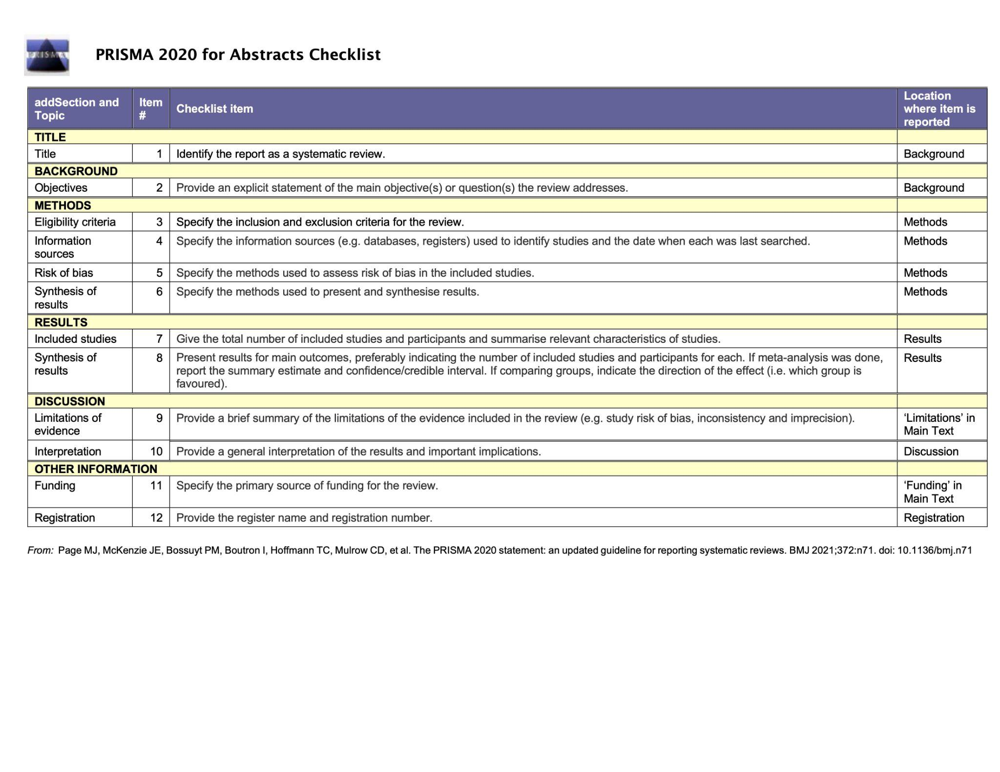 PRISMA
PRISMA 2020 for Abstracts Checklist
addSection and Topic | Item # | Checklist item | Location where item is reported
TITLE
Title | 1 | Identify the report as a systematic review. | Background
BACKGROUND
Objectives | 2 | Provide an explicit statement of the main objective(s) or question(s) the review addresses. | Background
METHODS
Eligibility criteria | 3 | Specify the inclusion and exclusion criteria for the review. | Methods
Information sources | 4 | Specify the information sources (e.g. databases, registers) used to identify studies and the date when each was last searched. | Methods
Risk of bias | 5 | Specify the methods used to assess risk of bias in the included studies. | Methods
Synthesis of results | 6 | Specify the methods used to present and synthesise results. | Methods
RESULTS
Included studies | 7 | Give the total number of included studies and participants and summarise relevant characteristics of studies. | Results
Synthesis of results | 8 | Present results for main outcomes, preferably indicating the number of included studies and participants for each. If meta-analysis was done, report the summary estimate and confidence/credible interval. If comparing groups, indicate the direction of the effect (i.e. which group is favoured). | Results
DISCUSSION
Limitations of evidence | 9 | Provide a brief summary of the limitations of the evidence included in the review (e.g. study risk of bias, inconsistency and imprecision). | ‘Limitations’ in Main Text
Interpretation | 10 | Provide a general interpretation of the results and important implications. | Discussion
OTHER INFORMATION
Funding | 11 | Specify the primary source of funding for the review. | ‘Funding’ in Main Text
Registration | 12 | Provide the register name and registration number. | Registration
From: Page MJ, McKenzie JE, Bossuyt PM, Boutron I, Hoffmann TC, Mulrow CD, et al. The PRISMA 2020 statement: an updated guideline for reporting systematic reviews. BMJ 2021;372:n71. doi: 10.1136/bmj.n71